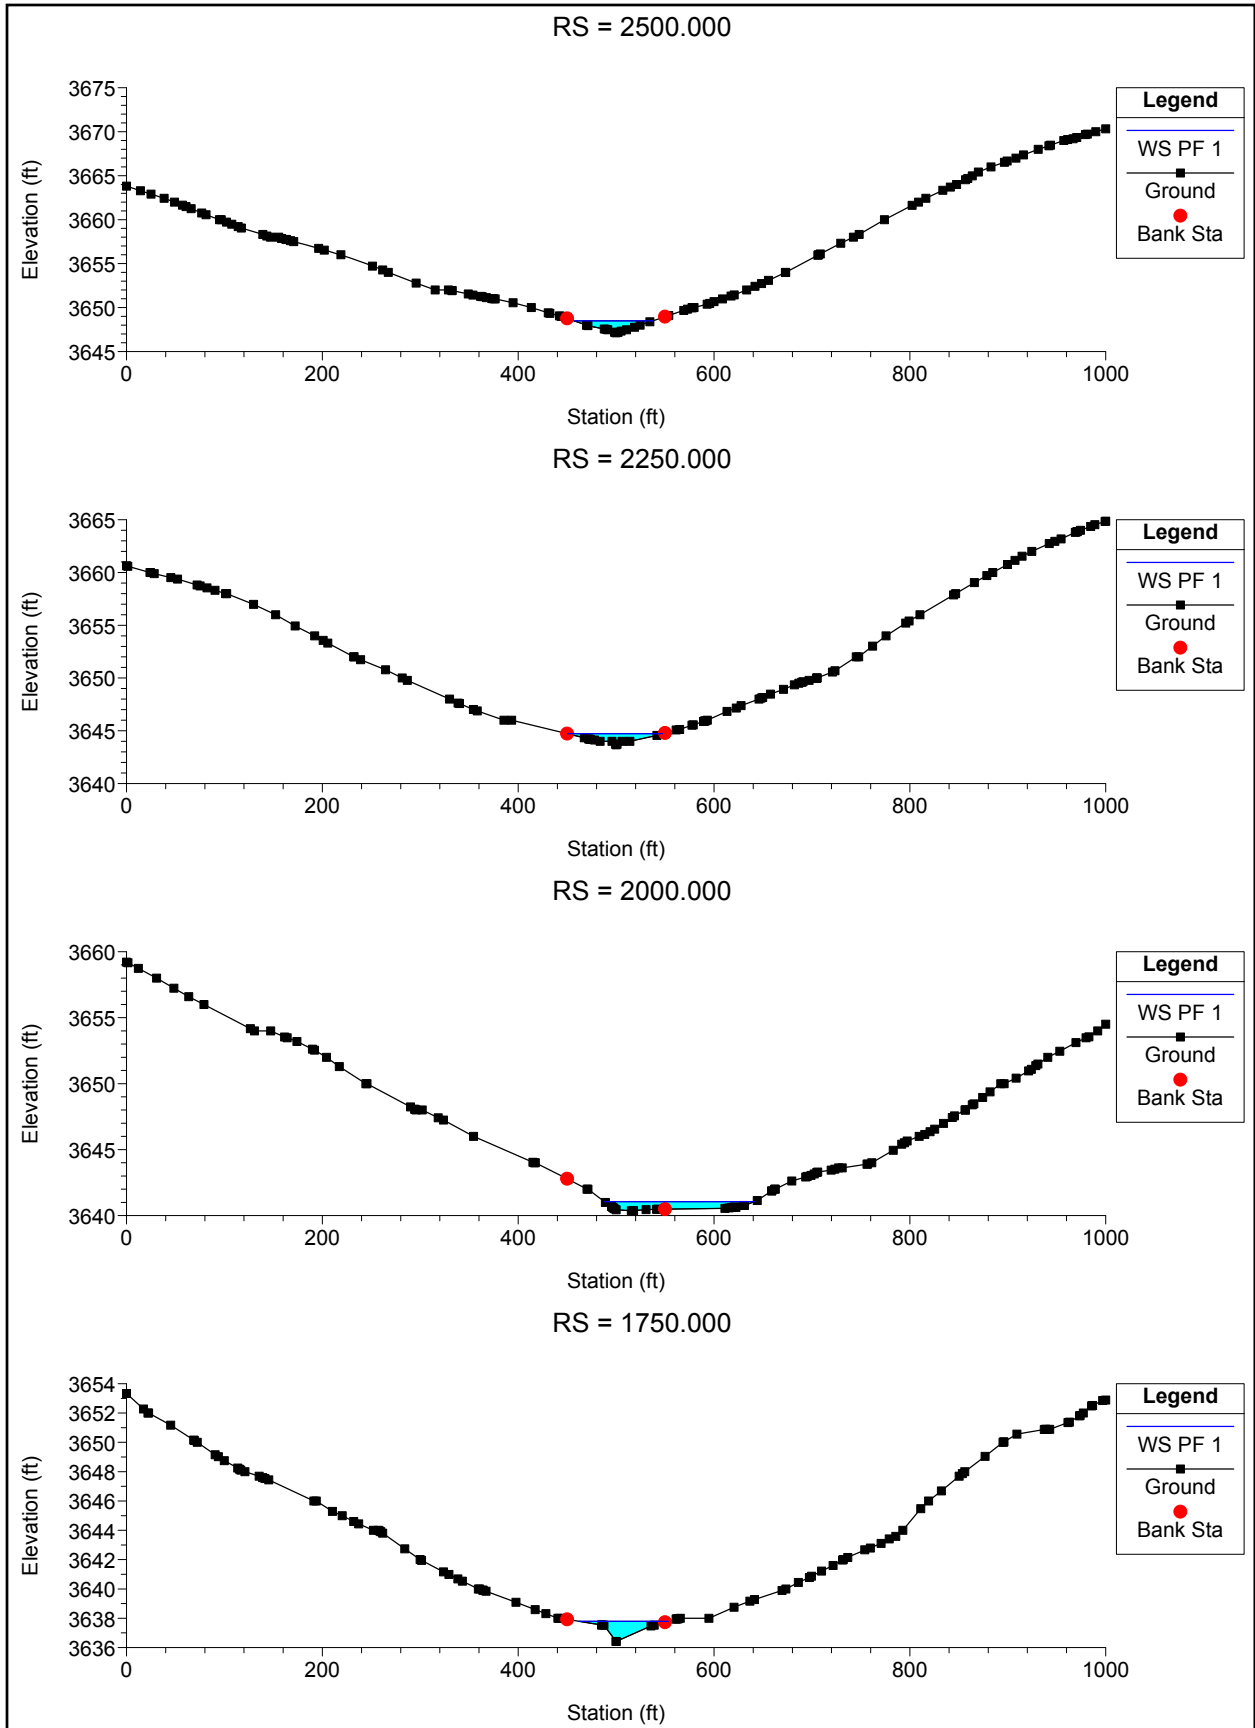 RS = 2500.000
3675
3670
3665
3660
3655
3650
3645
Elevation (ft)
0 200 400 600 800 1000
Station (ft)
Legend
WS PF 1
Ground
Bank Sta
RS = 2250.000
3665
3660
3655
3650
3645
3640
Elevation (ft)
0 200 400 600 800 1000
Station (ft)
Legend
WS PF 1
Ground
Bank Sta
RS = 2000.000
3660
3655
3650
3645
3640
Elevation (ft)
0 200 400 600 800 1000
Station (ft)
Legend
WS PF 1
Ground
Bank Sta
RS = 1750.000
3654
3652
3650
3648
3646
3644
3642
3640
3638
3636
Elevation (ft)
0 200 400 600 800 1000
Station (ft)
Legend
WS PF 1
Ground
Bank Sta